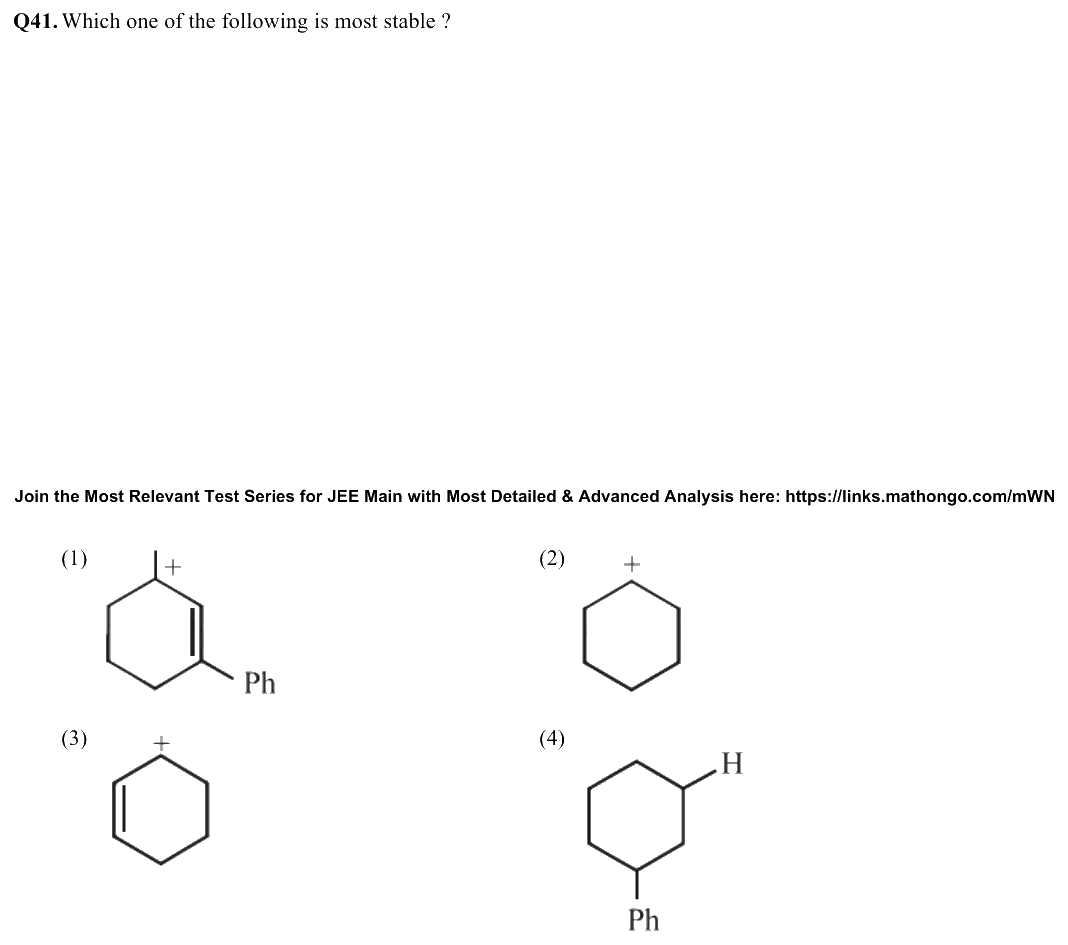 Q41. Which one of the following is most stable ?
Join the Most Relevant Test Series for JEE Main with Most Detailed & Advanced Analysis here: https://links.mathongo.com/mWN
(1) + Ph
(2) +
(3) +
(4) H Ph